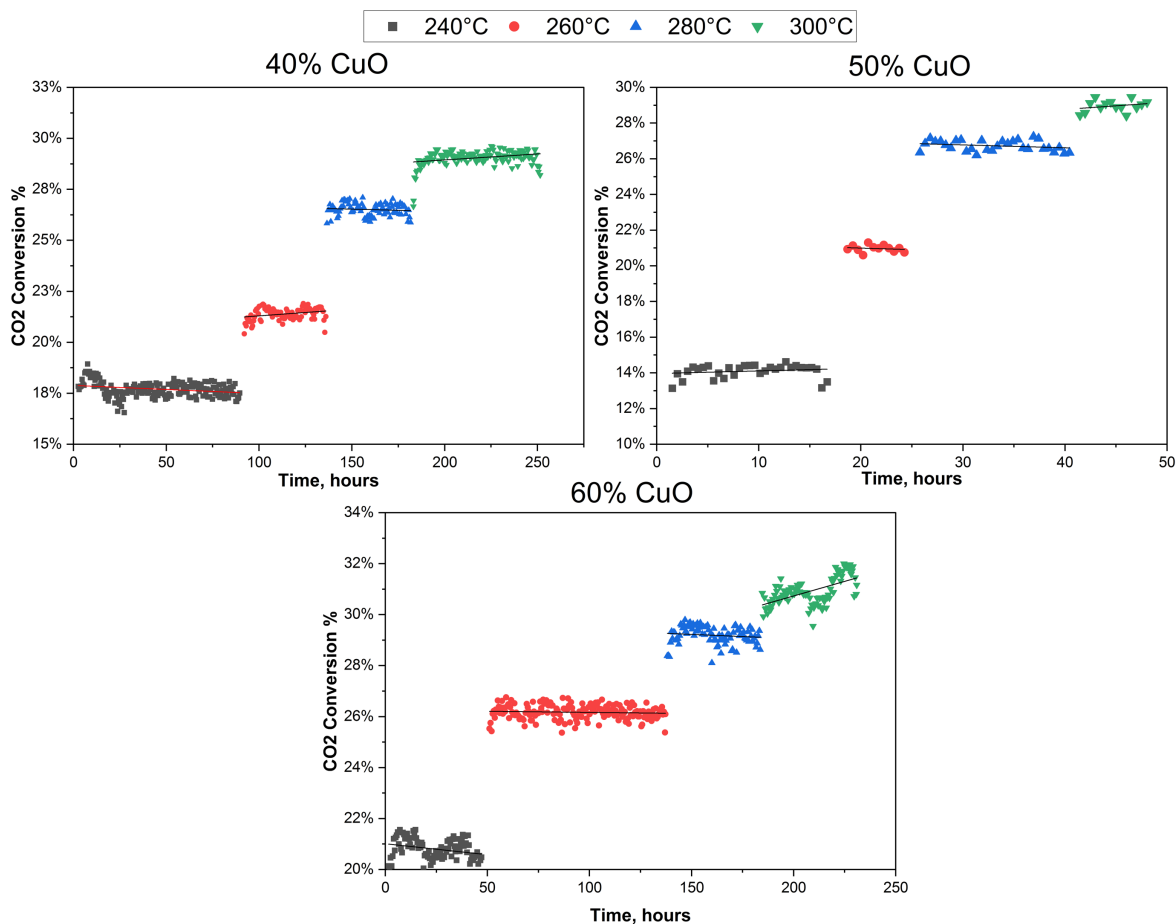 240°C 260°C 280°C 300°C
40% CuO
33%
30%
28%
25%
23%
20%
18%
15%
0 50 100 150 200 250
CO2 Conversion %
Time, hours
50% CuO
30%
28%
26%
24%
22%
20%
18%
16%
14%
12%
10%
0 10 20 30 40 50
CO2 Conversion %
Time, hours
60% CuO
34%
32%
30%
28%
26%
24%
22%
20%
0 50 100 150 200 250
CO2 Conversion %
Time, hours